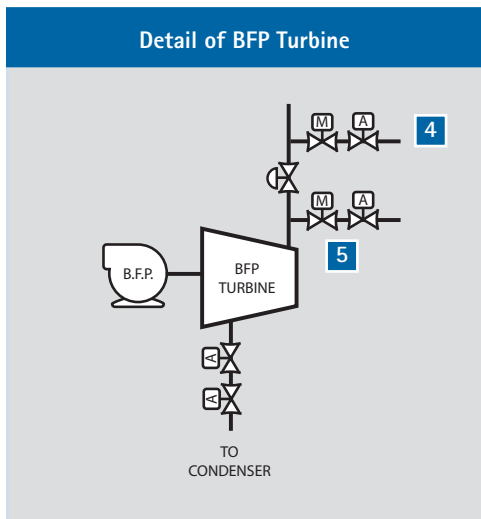 Detail of BFP Turbine
M
A
4
M
A
5
B.F.P.
BFP
TURBINE
A
A
TO
CONDENSER